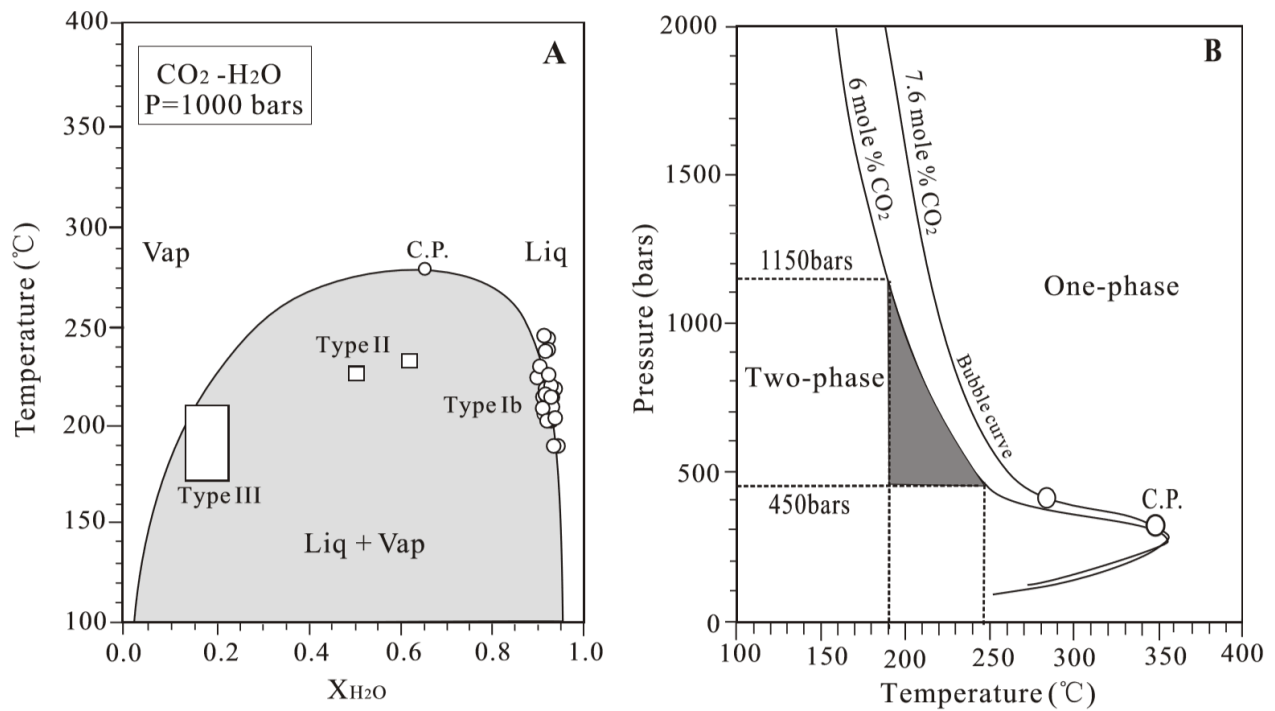 A
CO2 -H2O
P=1000 bars
400
350
300
250
200
150
100
Temperature (℃)
Vap
C.P.
Liq
Type II
Type Ib
Type III
Liq + Vap
0.0
0.2
0.4
0.6
0.8
1.0
XH2O
B
2000
1500
1000
500
0
Pressure (bars)
6 mole % CO2
7.6 mole % CO2
1150bars
One-phase
Two-phase
Bubble curve
450bars
C.P.
100
150
200
250
300
350
400
Temperature (℃)